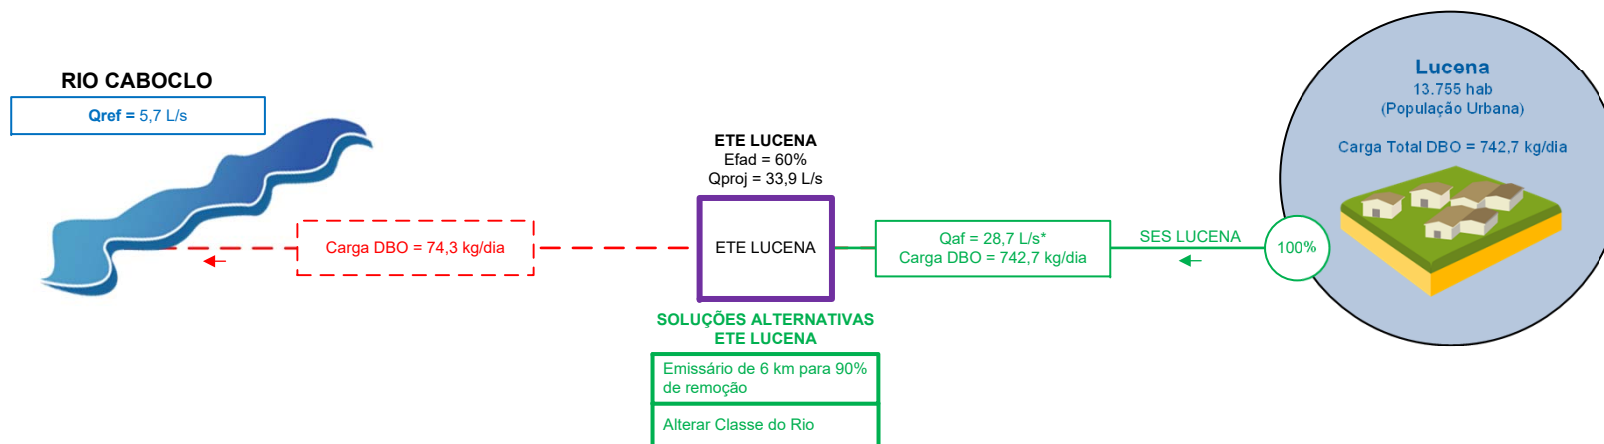 RIO CABOCLO
Qref = 5,7 L/s
Carga DBO = 74,3 kg/dia
ETE LUCENA
Efad = 60%
Qproj = 33,9 L/s
ETE LUCENA
SOLUÇÕES ALTERNATIVAS
ETE LUCENA
Emissário de 6 km para 90%
de remoção
Alterar Classe do Rio
Qaf = 28,7 L/s*
Carga DBO = 742,7 kg/dia
SES LUCENA
100%
Lucena
13.755 hab
(População Urbana)
Carga Total DBO = 742,7 kg/dia